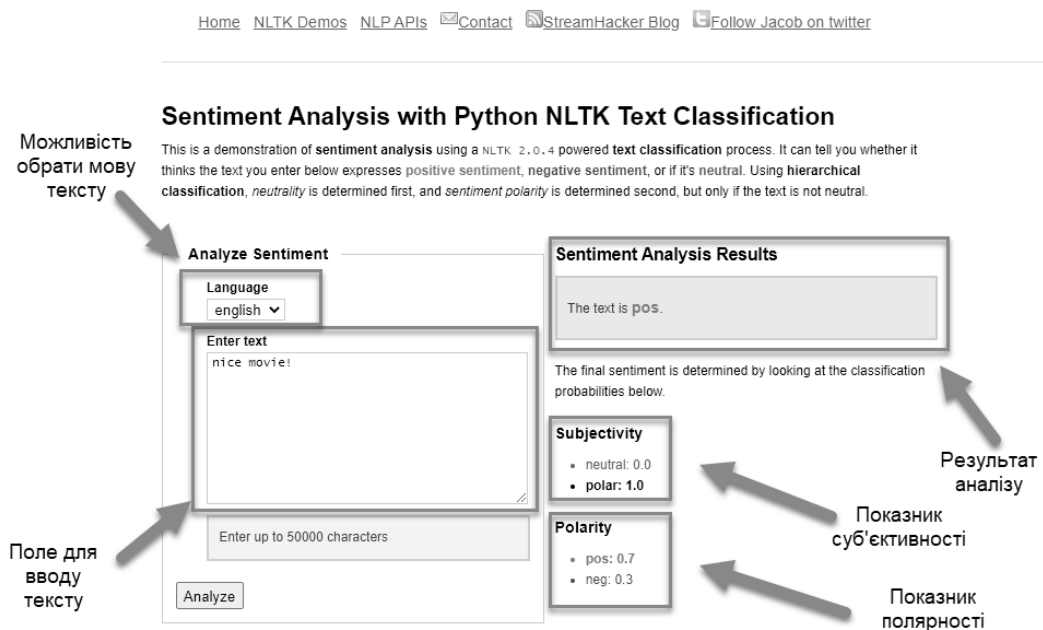 Home NLTK Demos NLP APIs Contact StreamHacker Blog Follow Jacob on twitter
Sentiment Analysis with Python NLTK Text Classification
This is a demonstration of sentiment analysis using a NLTK 2.0.4 powered text classification process. It can tell you whether it
thinks the text you enter below expresses positive sentiment, negative sentiment, or if it's neutral. Using hierarchical
classification, neutrality is determined first, and sentiment polarity is determined second, but only if the text is not neutral.
Можливість
обрати мову
тексту
Analyze Sentiment
Language
english
Enter text
nice movie!
Enter up to 50000 characters
Analyze
Поле для
вводу
тексту
Sentiment Analysis Results
The text is pos.
The final sentiment is determined by looking at the classification
probabilities below.
Subjectivity
• neutral: 0.0
• polar: 1.0
Polarity
• pos: 0.7
• neg: 0.3
Результат
аналізу
Показник
суб'єктивності
Показник
полярності